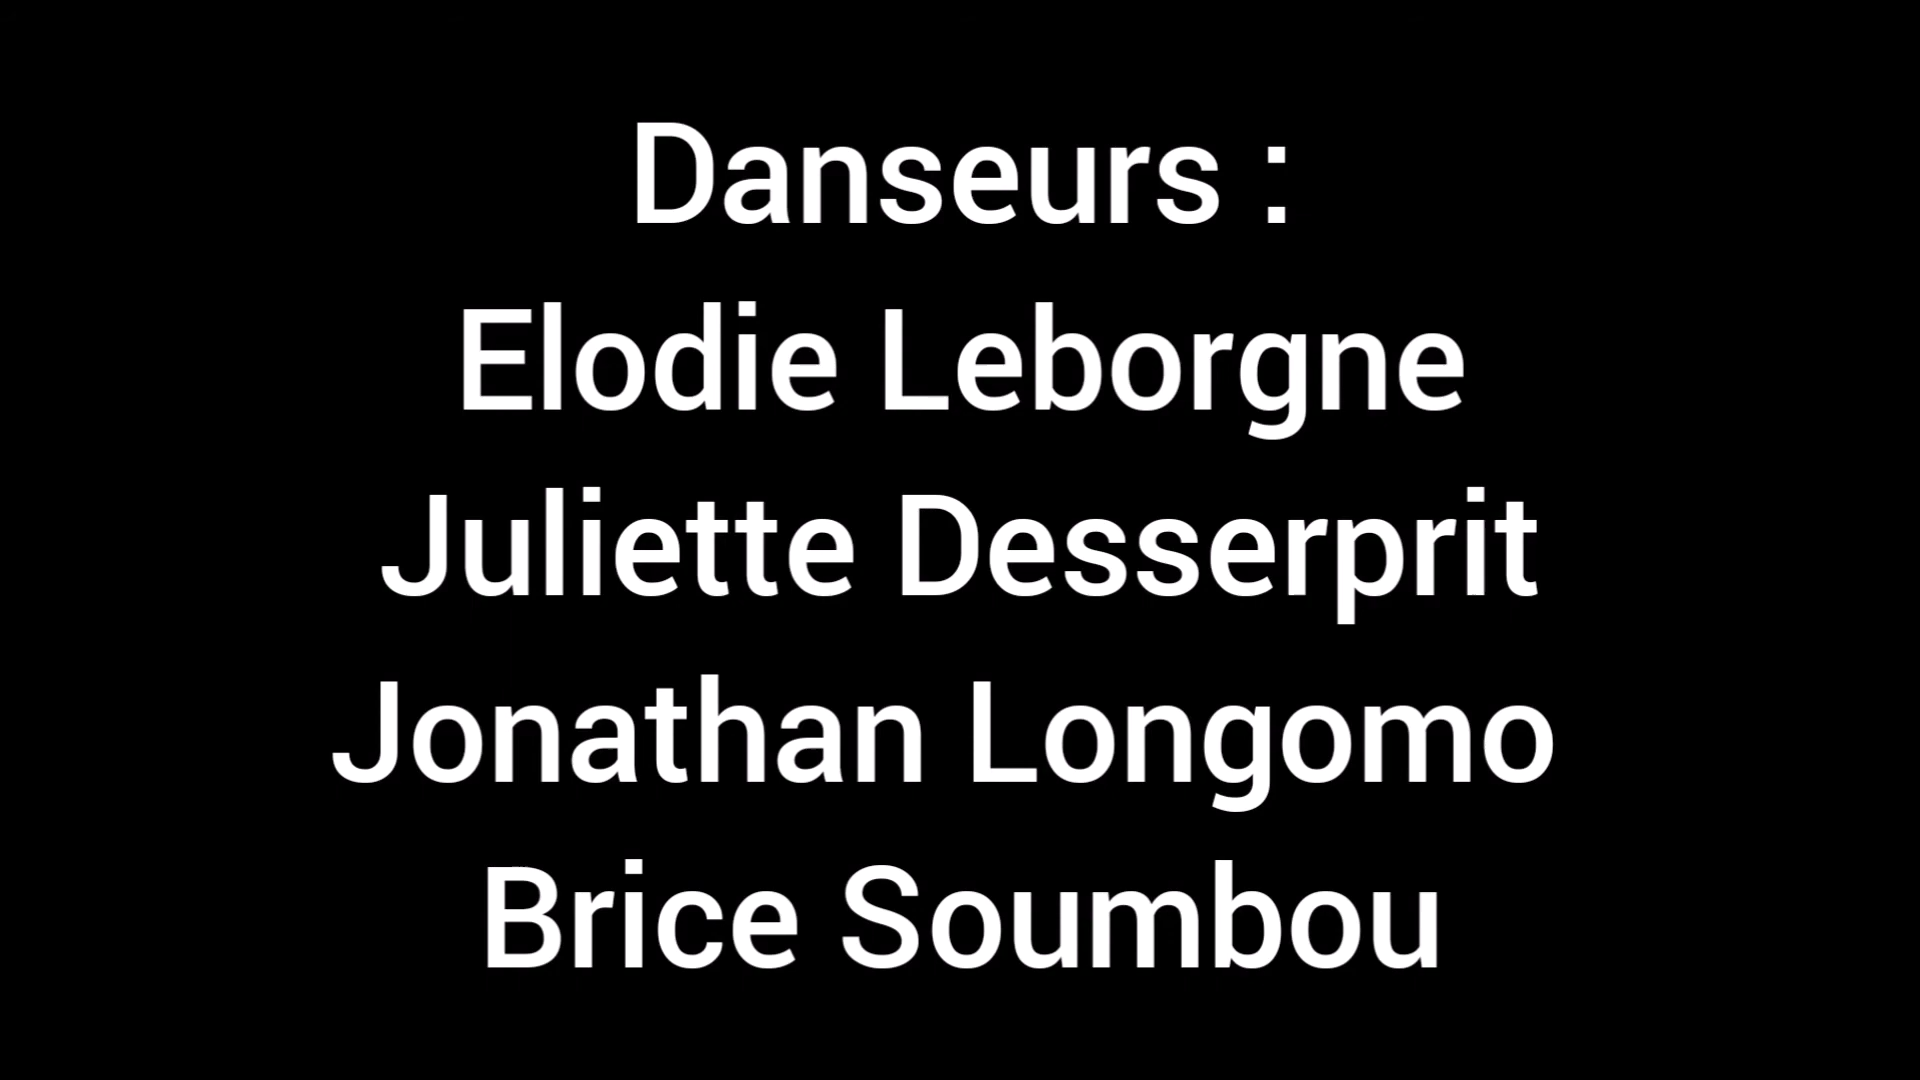 Danseurs :
Elodie Leborgne
Juliette Desserprit
Jonathan Longomo
Brice Soumbou